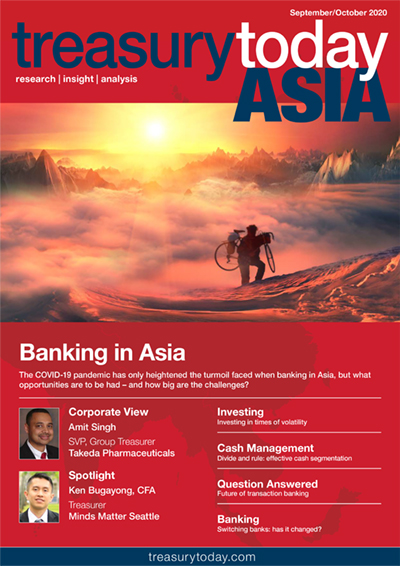 September/October 2020
treasurytoday
research | insight | analysis
ASIA
Banking in Asia
The COVID-19 pandemic has only heightened the turmoil faced when banking in Asia, but what
opportunities are to be had – and how big are the challenges?
Corporate View
Amit Singh
SVP, Group Treasurer
Takeda Pharmaceuticals
Spotlight
Ken Bugayong, CFA
Treasurer
Minds Matter Seattle
Investing
Investing in times of volatility
Cash Management
Divide and rule: effective cash segmentation
Question Answered
Future of transaction banking
Banking
Switching banks: has it changed?
treasurytoday.com